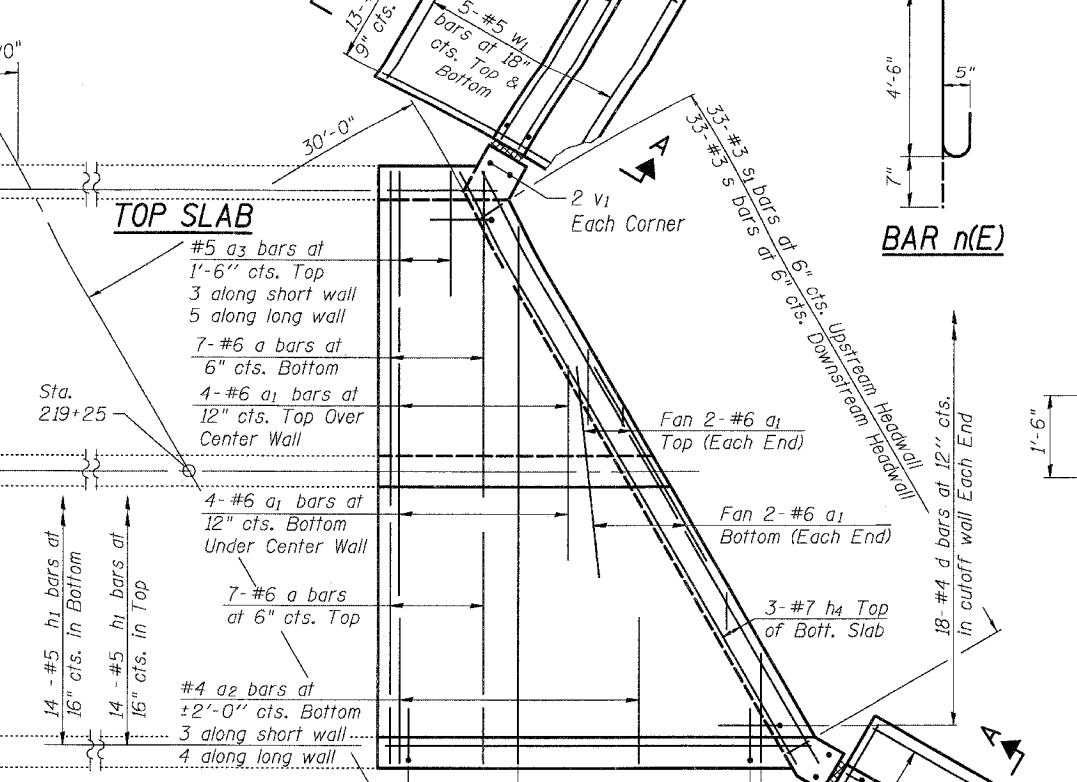 5-#5 w1
bars at 18"
cts. Top &
Bottom
13-
9" cts.
30'-0"
A
2 v1
Each Corner
33-#3 s1 bars at 6" cts. Upstream Headwall
33-#3 s bars at 6" cts. Downstream Headwall
4'-6"
5"
7"
BAR n(E)
TOP SLAB
#5 a3 bars at
1'-6" cts. Top
3 along short wall
5 along long wall
7-#6 a bars at
6" cts. Bottom
4-#6 a1 bars at
12" cts. Top Over
Center Wall
Sta.
219+25
Fan 2-#6 a1
Top (Each End)
4-#6 a1 bars at
12" cts. Bottom
Under Center Wall
Fan 2-#6 a1
Bottom (Each End)
7-#6 a bars
at 6" cts. Top
3-#7 h4 Top
of Bott. Slab
14 -#5 h1 bars at
16" cts. in Bottom
14 -#5 h1 bars at
16" cts. in Top
#4 a2 bars at
±2'-0" cts. Bottom
3 along short wall
4 along long wall
18-#4 d bars at 12" cts.
in cutoff wall Each End
1'-6"
A